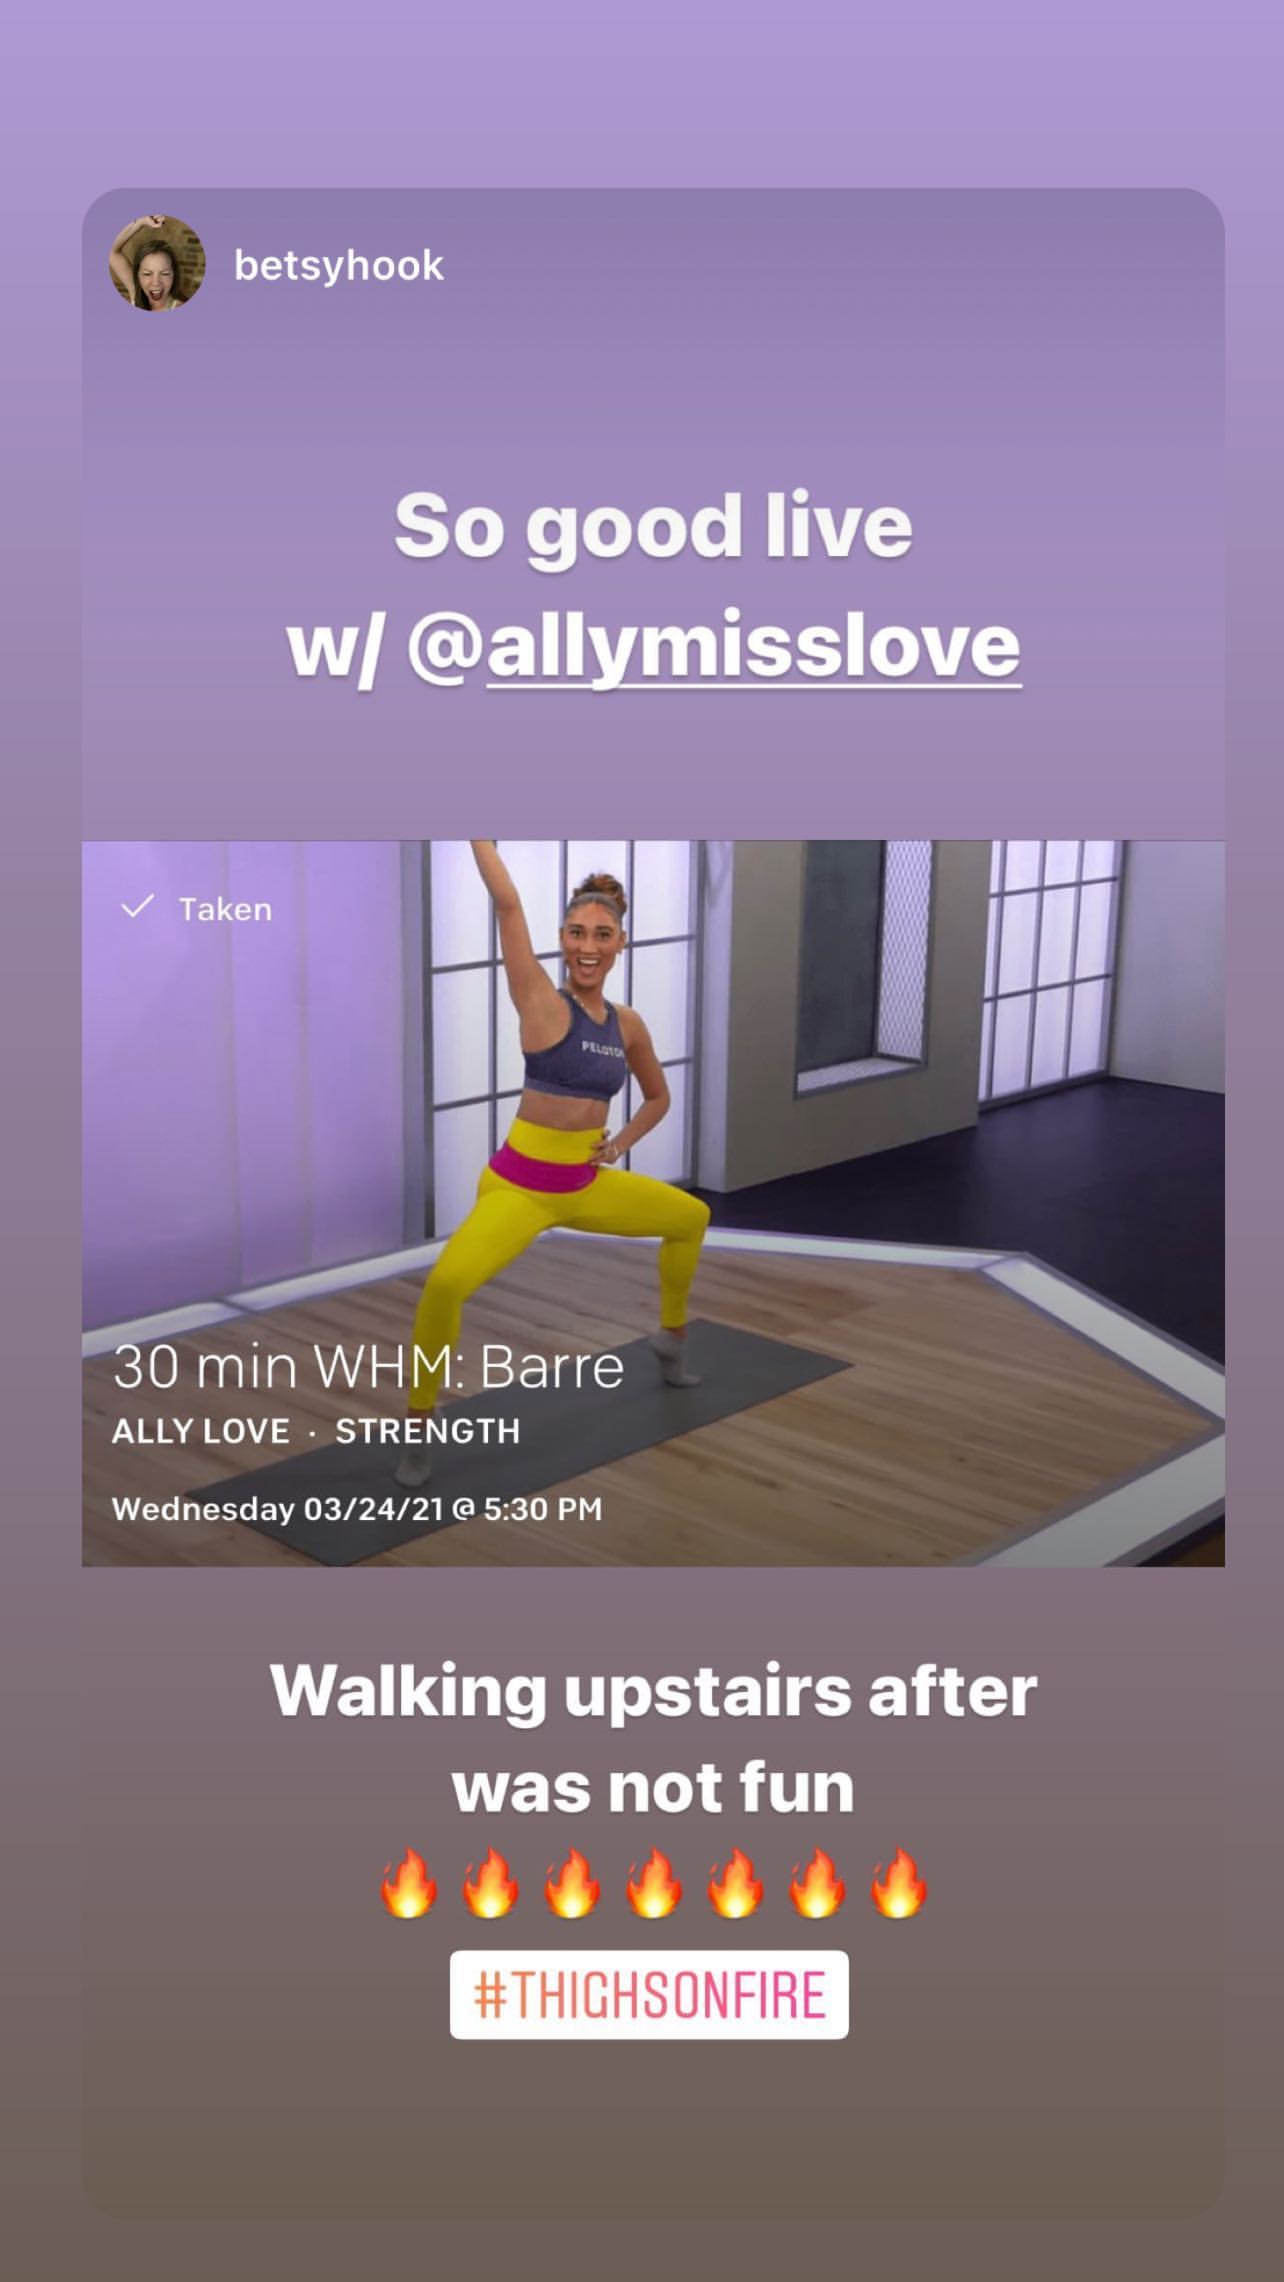 betsyhook
So good live
w/ @allymisslove
✓ Taken
PELOTON
30 min WHM: Barre
ALLY LOVE · STRENGTH
Wednesday 03/24/21 @ 5:30 PM
Walking upstairs after
was not fun
🔥🔥🔥🔥🔥🔥🔥
#THIGHSONFIRE